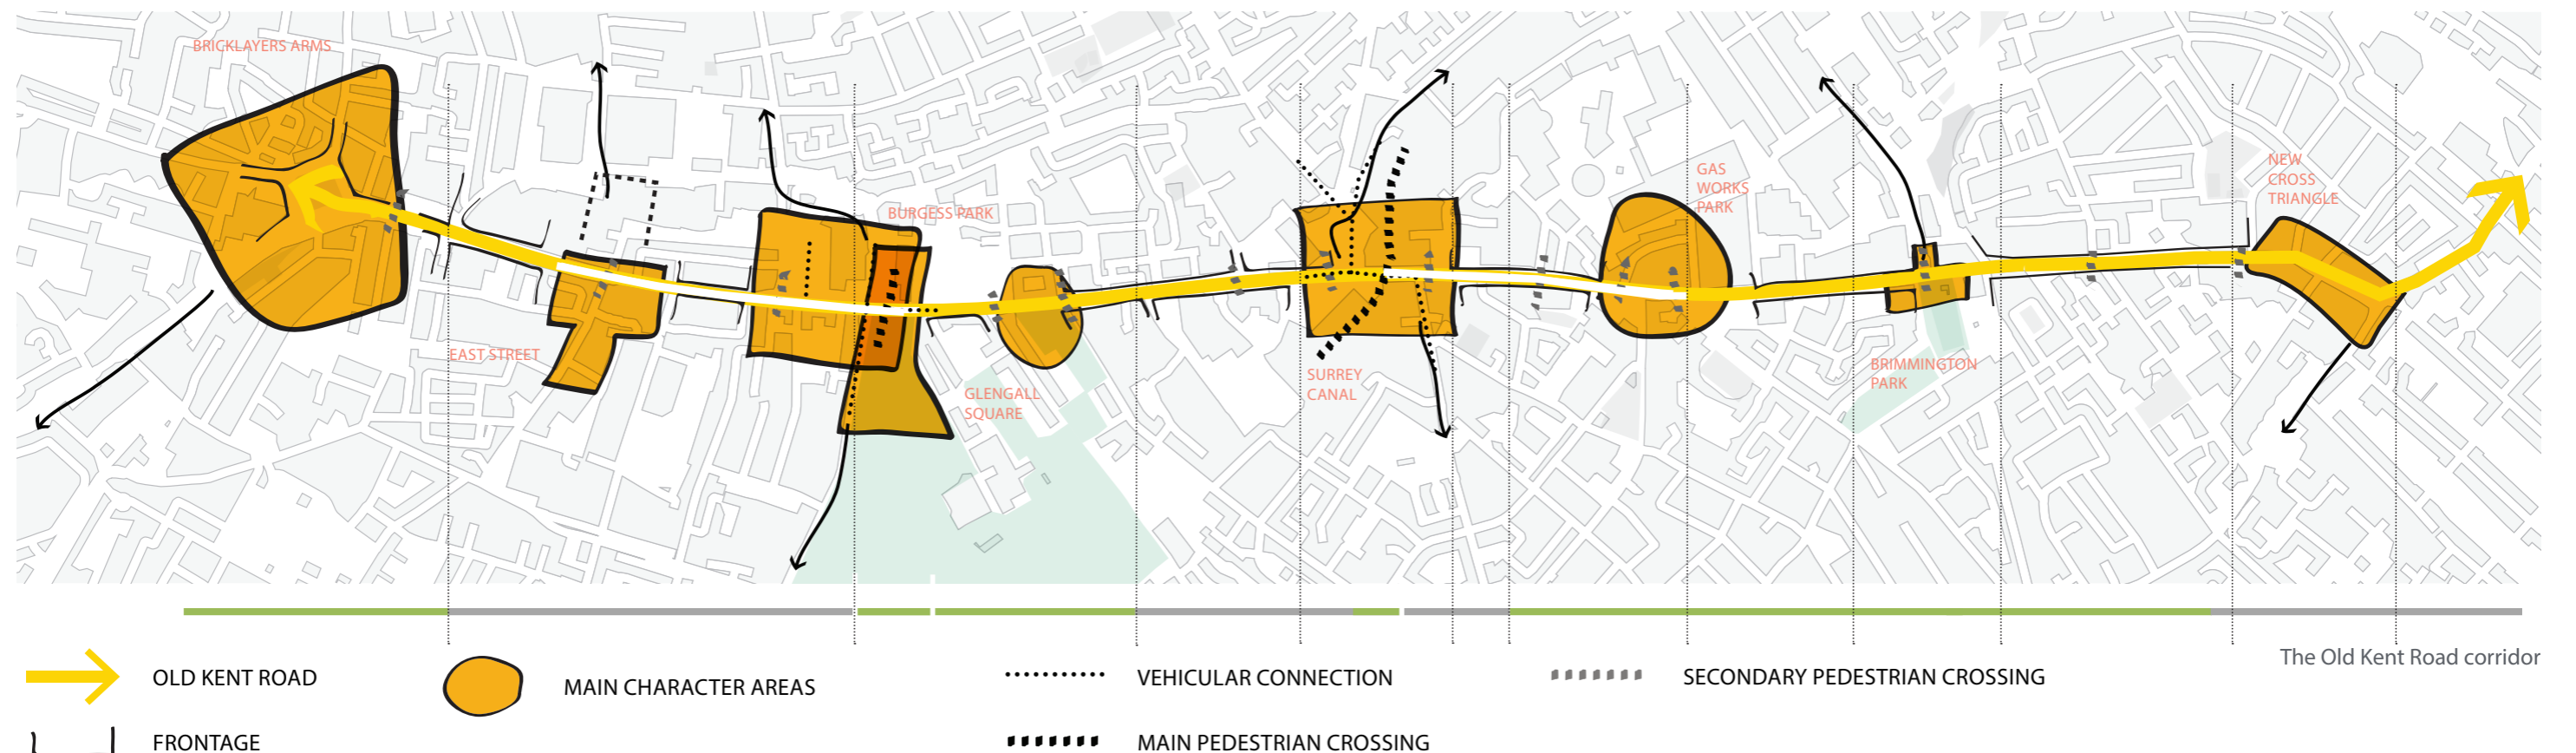 BRICKLAYERS ARMS
EAST STREET
BURGESS PARK
GLENGALL
SQUARE
SURREY
CANAL
GAS
WORKS
PARK
BRIMMINGTON
PARK
NEW
CROSS
TRIANGLE
The Old Kent Road corridor
OLD KENT ROAD
MAIN CHARACTER AREAS
VEHICULAR CONNECTION
SECONDARY PEDESTRIAN CROSSING
FRONTAGE
MAIN PEDESTRIAN CROSSING